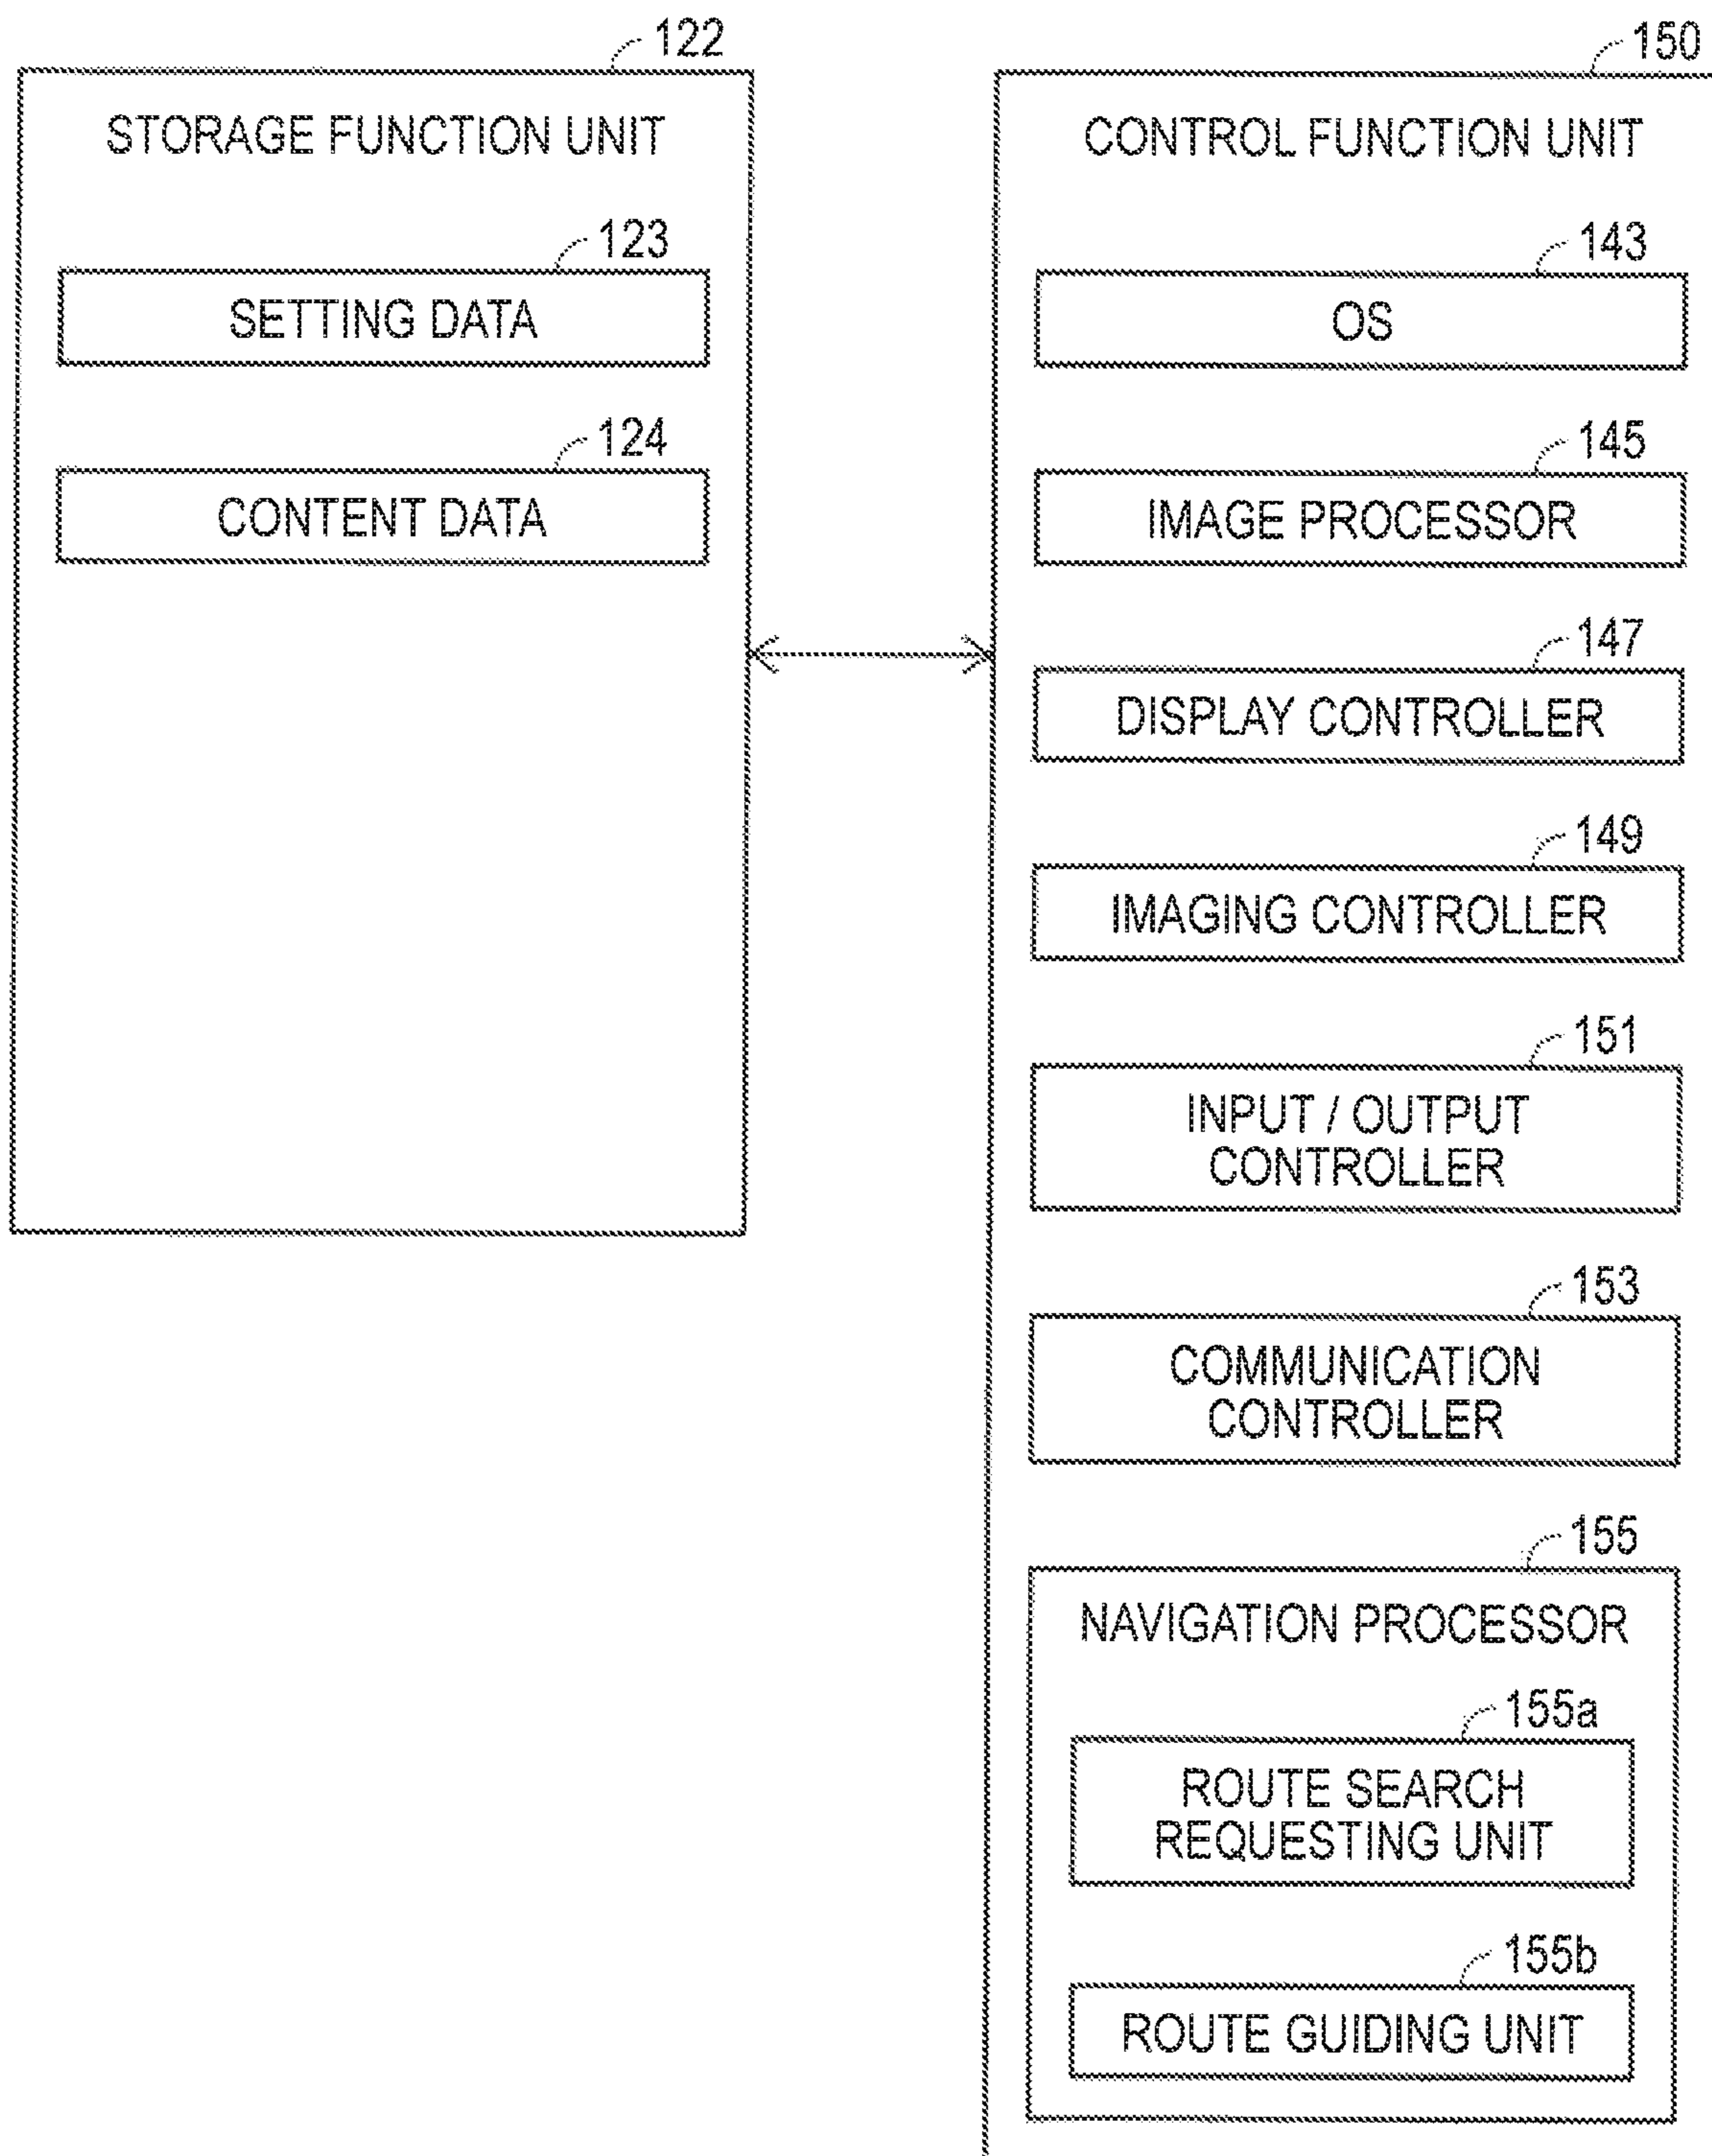 122
STORAGE FUNCTION UNIT
123
SETTING DATA
124
CONTENT DATA
150
CONTROL FUNCTION UNIT
143
OS
145
IMAGE PROCESSOR
147
DISPLAY CONTROLLER
149
IMAGING CONTROLLER
151
INPUT / OUTPUT
CONTROLLER
153
COMMUNICATION
CONTROLLER
155
NAVIGATION PROCESSOR
155a
ROUTE SEARCH
REQUESTING UNIT
155b
ROUTE GUIDING UNIT